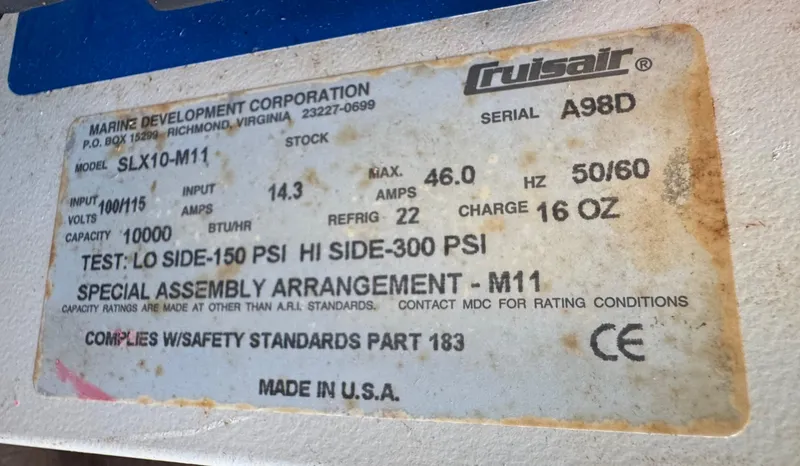 Cruisair ®
MARINE DEVELOPMENT CORPORATION
P.O. BOX 15299 RICHMOND, VIRGINIA 23227-0699
MODEL SLX10-M11 STOCK SERIAL A98D
INPUT VOLTS 100/115 INPUT AMPS 14.3 MAX. AMPS 46.0 HZ 50/60
CAPACITY 10000 BTU/HR REFRIG 22 CHARGE 16 OZ
TEST: LO SIDE-150 PSI HI SIDE-300 PSI
SPECIAL ASSEMBLY ARRANGEMENT - M11
CAPACITY RATINGS ARE MADE AT OTHER THAN A.R.I. STANDARDS. CONTACT MDC FOR RATING CONDITIONS
COMPLIES W/SAFETY STANDARDS PART 183 CE
MADE IN U.S.A.